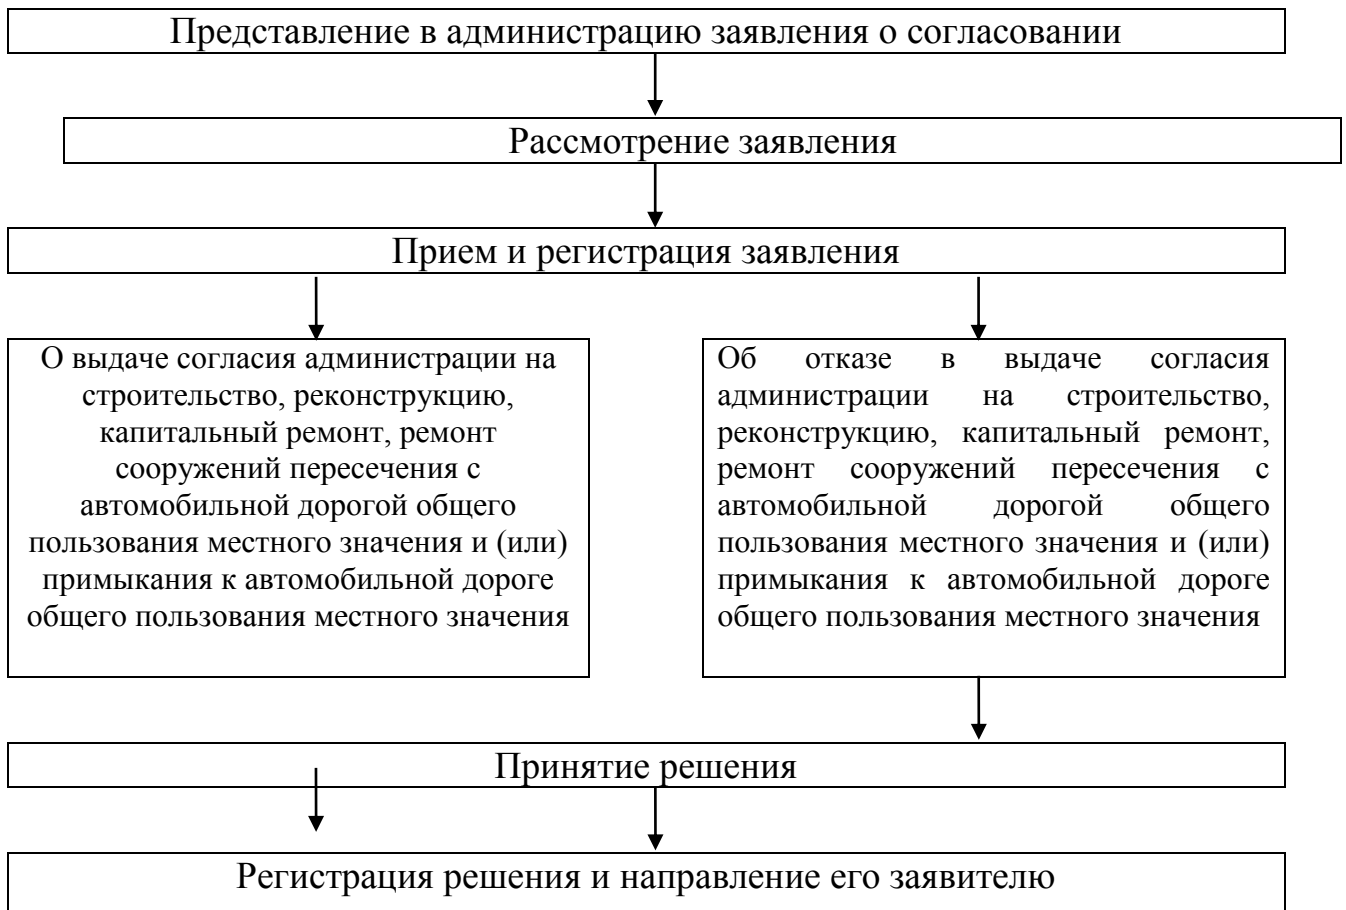 Представление в администрацию заявления о согласовании
Рассмотрение заявления
Прием и регистрация заявления
О выдаче согласия администрации на
строительство, реконструкцию,
капитальный ремонт, ремонт
сооружений пересечения с
автомобильной дорогой общего
пользования местного значения и (или)
примыкания к автомобильной дороге
общего пользования местного значения
Об отказе в выдаче согласия
администрации на строительство,
реконструкцию, капитальный ремонт,
ремонт сооружений пересечения с
автомобильной дорогой общего
пользования местного значения и (или)
примыкания к автомобильной дороге
общего пользования местного значения
Принятие решения
Регистрация решения и направление его заявителю